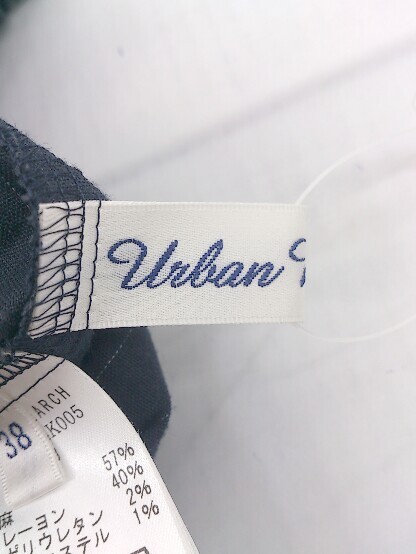 Urban
ARCH
K005
38
麻 57%
レーヨン 40%
ポリウレタン 2%
ステル 1%